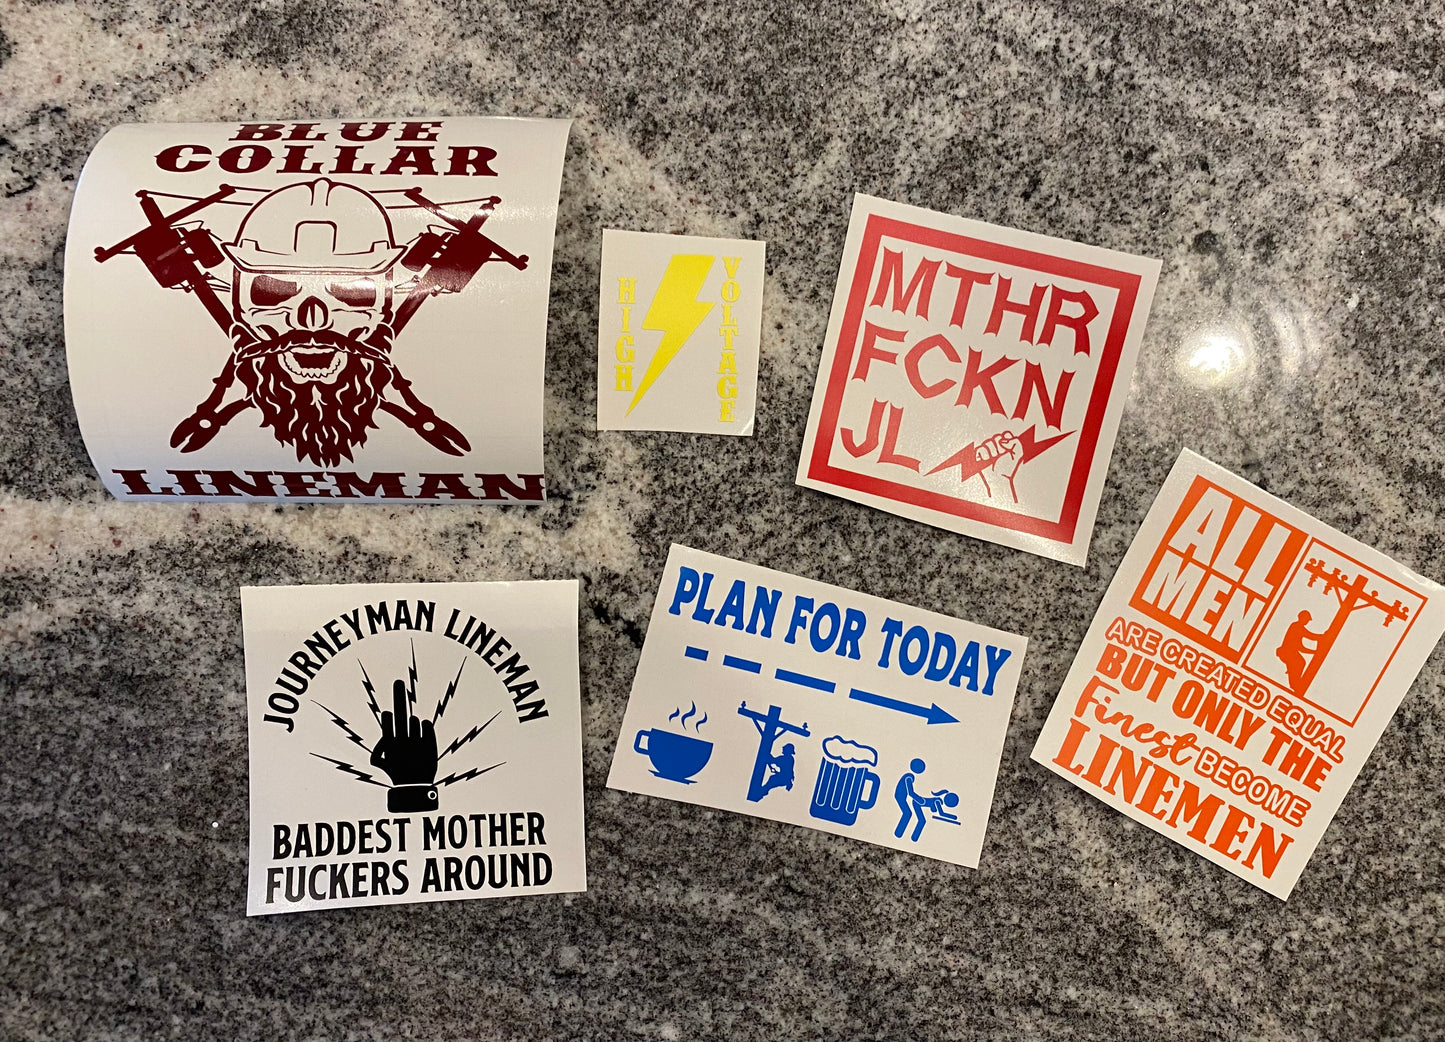 BLUE
COLLAR
LINEMAN
HIGH
VOLTAGE
MTHR
FCKN
JL
JOURNEYMAN LINEMAN
BADDEST MOTHER
FUCKERS AROUND
PLAN FOR TODAY
ALL
MEN
ARE CREATED EQUAL
BUT ONLY THE
Finest BECOME
LINEMEN